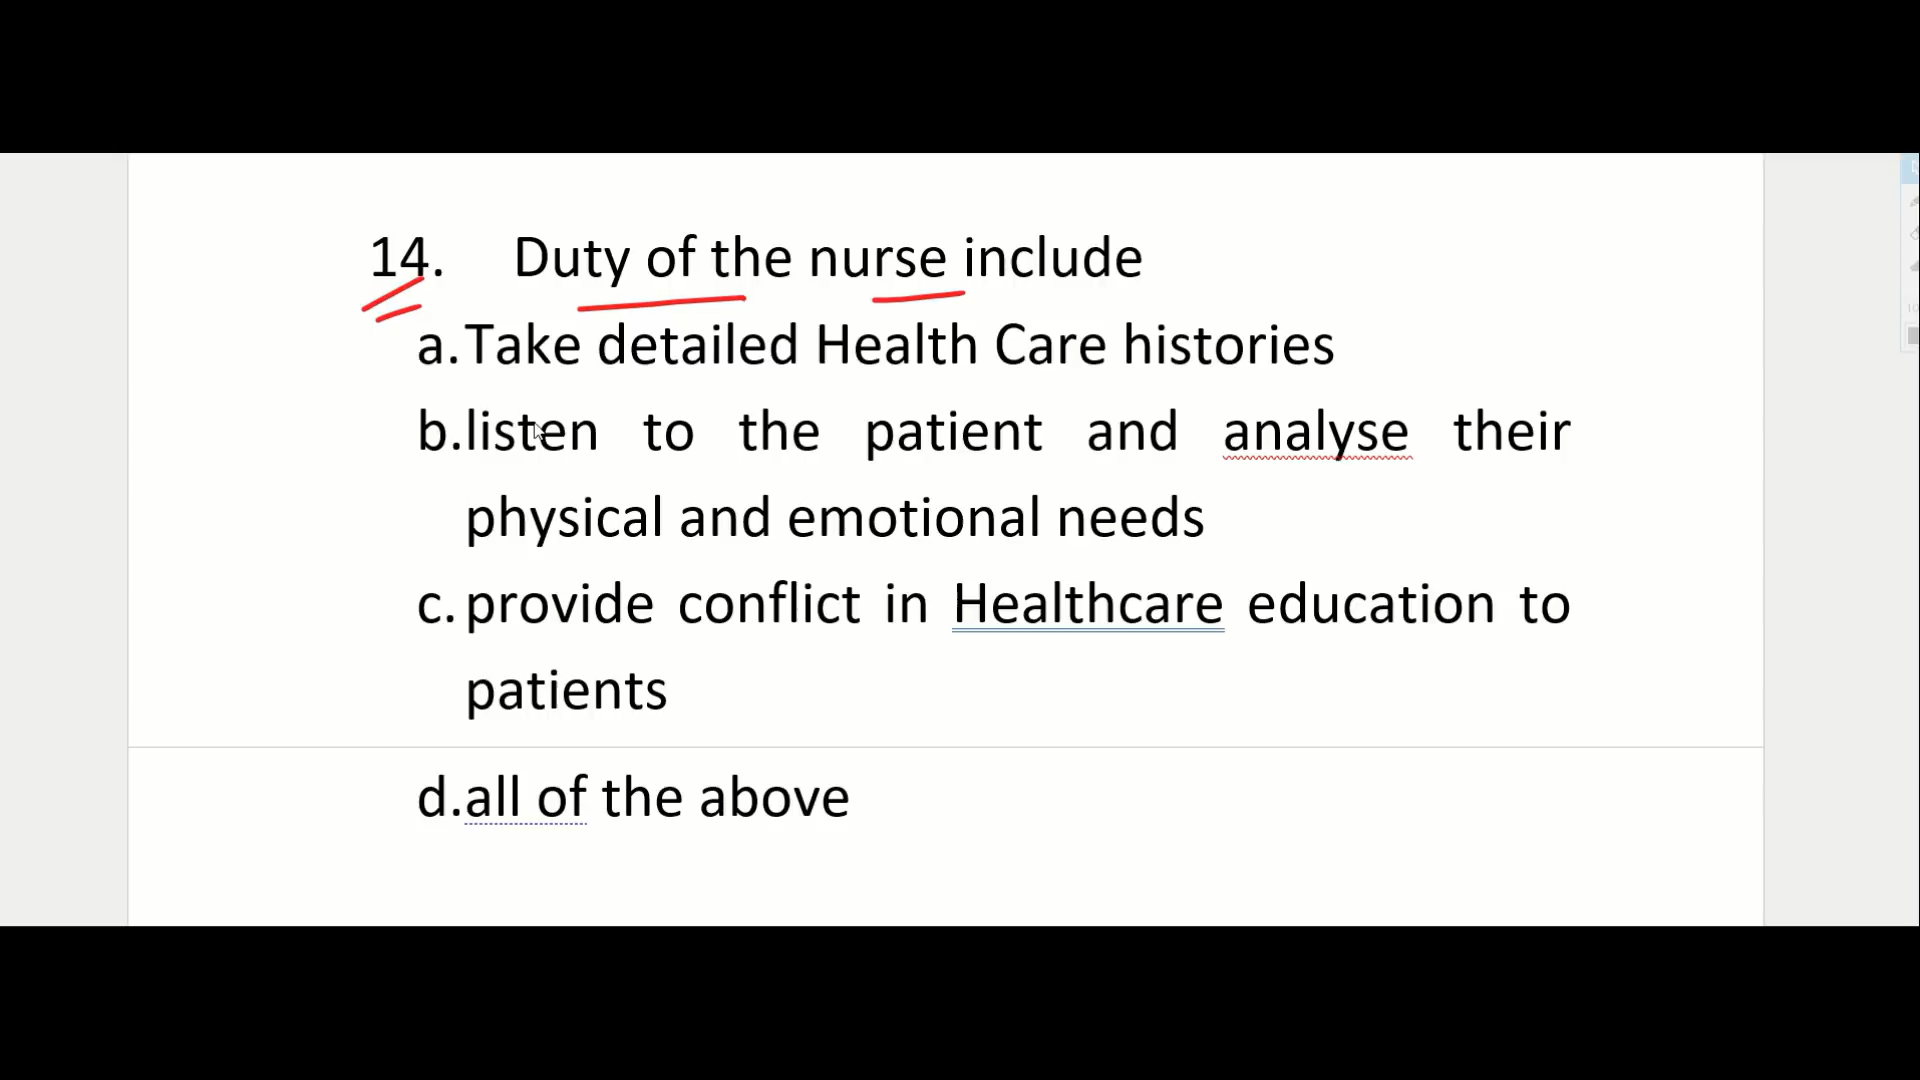 14. Duty of the nurse include
a. Take detailed Health Care histories
b. listen to the patient and analyse their
physical and emotional needs
c. provide conflict in Healthcare education to
patients
d. all of the above